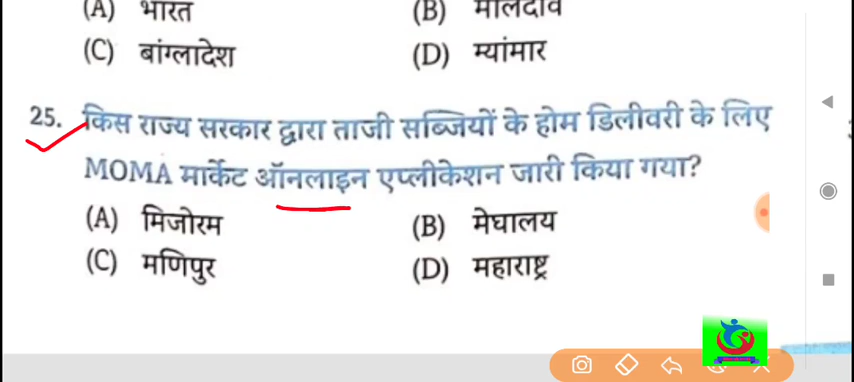 (A) भारत (B) मालदीव
(C) बांग्लादेश (D) म्यांमार
25. किस राज्य सरकार द्वारा ताजी सब्जियों के होम डिलीवरी के लिए
MOMA मार्केट ऑनलाइन एप्लीकेशन जारी किया गया?
(A) मिजोरम (B) मेघालय
(C) मणिपुर (D) महाराष्ट्र